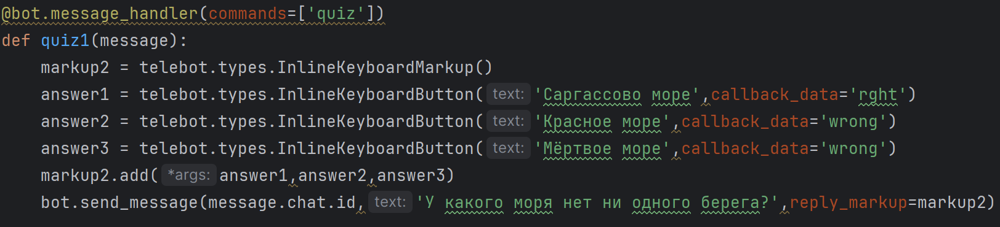 @bot.message_handler(commands=['quiz'])
def quiz1(message):
    markup2 = telebot.types.InlineKeyboardMarkup()
    answer1 = telebot.types.InlineKeyboardButton( text: 'Саргассово море',callback_data='rght')
    answer2 = telebot.types.InlineKeyboardButton( text: 'Красное море',callback_data='wrong')
    answer3 = telebot.types.InlineKeyboardButton( text: 'Мёртвое море',callback_data='wrong')
    markup2.add( *args: answer1,answer2,answer3)
    bot.send_message(message.chat.id, text: 'У какого моря нет ни одного берега?',reply_markup=markup2)